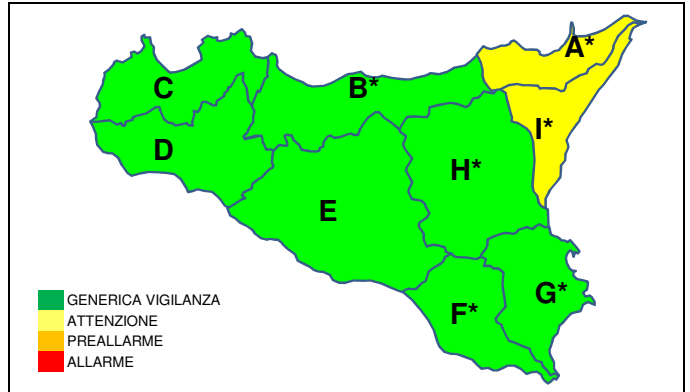 A*
C
B*
I*
D
H*
E
G*
F*
GENERICA VIGILANZA
ATTENZIONE
PREALLARME
ALLARME